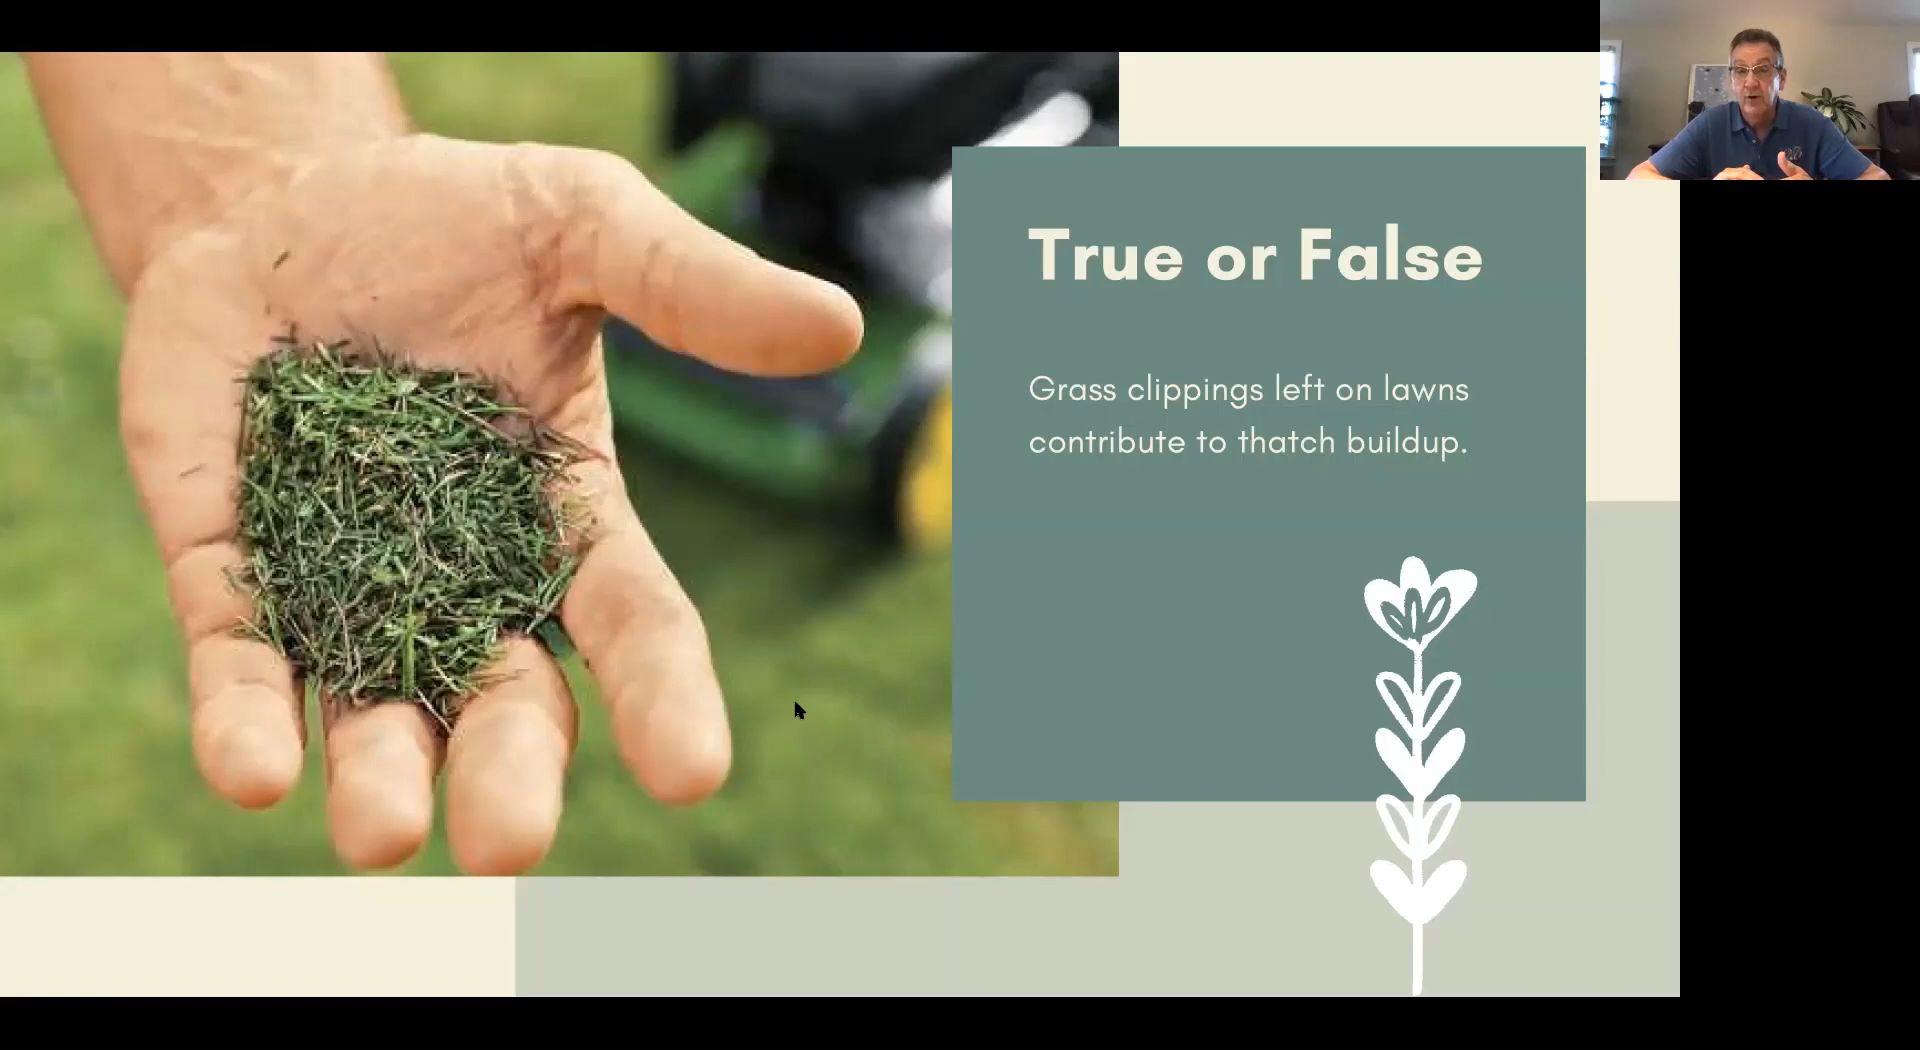 True or False
Grass clippings left on lawns
contribute to thatch buildup.